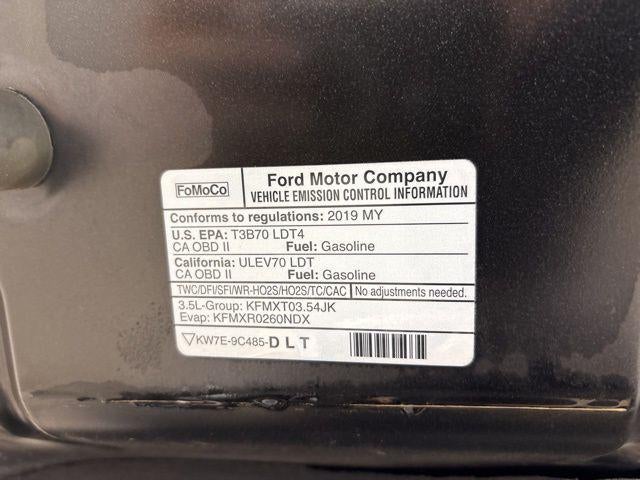 FoMoCo
Ford Motor Company
VEHICLE EMISSION CONTROL INFORMATION
Conforms to regulations: 2019 MY
U.S. EPA: T3B70 LDT4
CA OBD II Fuel: Gasoline
California: ULEV70 LDT
CA OBD II Fuel: Gasoline
TWC/DFI/SFI/WR-HO2S/HO2S/TC/CAC No adjustments needed.
3.5L-Group: KFMXT03.54JK
Evap: KFMXR0260NDX
KW7E-9C485-D L T